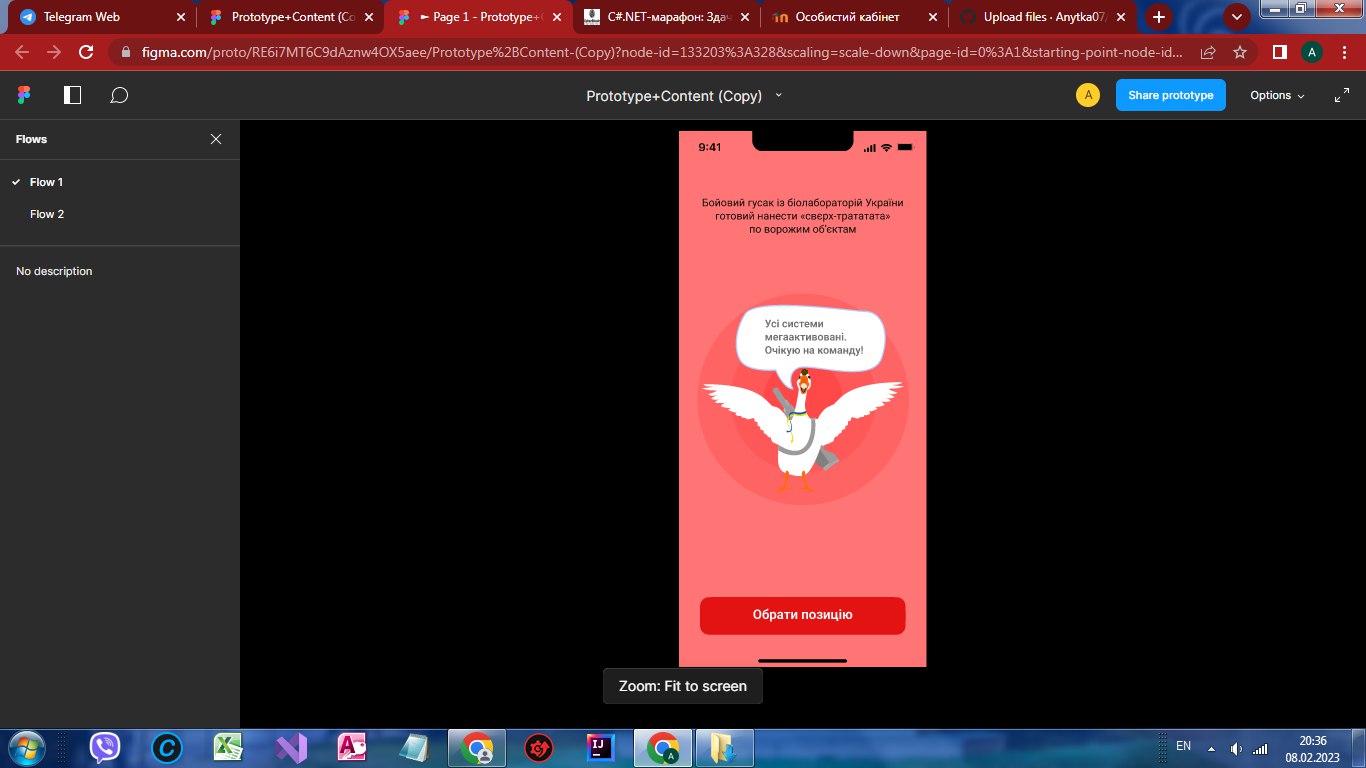 Telegram Web
Prototype+Content (Co
► Page 1 - Prototype+
C#.NET-марафон: Здач
Особистий кабінет
Upload files · Anytka07/
figma.com/proto/RE6i7MT6C9dAznw4OX5aee/Prototype%2BContent-(Copy)?node-id=133203%3A328&scaling=scale-down&page-id=0%3A1&starting-point-node-id...
A
Prototype+Content (Copy)
A
Share prototype
Options
Flows
Flow 1
Flow 2
No description
9:41
Бойовий гусак із біолабораторій України
готовий нанести «свєрх-трататата»
по ворожим об'єктам
Усі системи
мегаактивовані.
Очікую на команду!
Обрати позицію
Zoom: Fit to screen
EN
20:36
08.02.2023